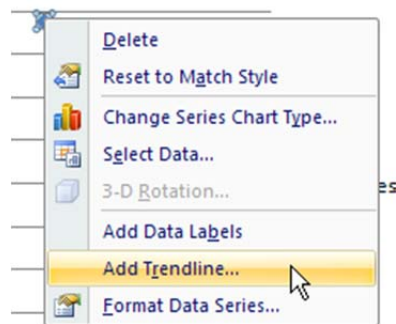 Delete
Reset to Match Style
Change Series Chart Type...
Select Data...
3-D Rotation...
es
Add Data Labels
Add Trendline...
Format Data Series...